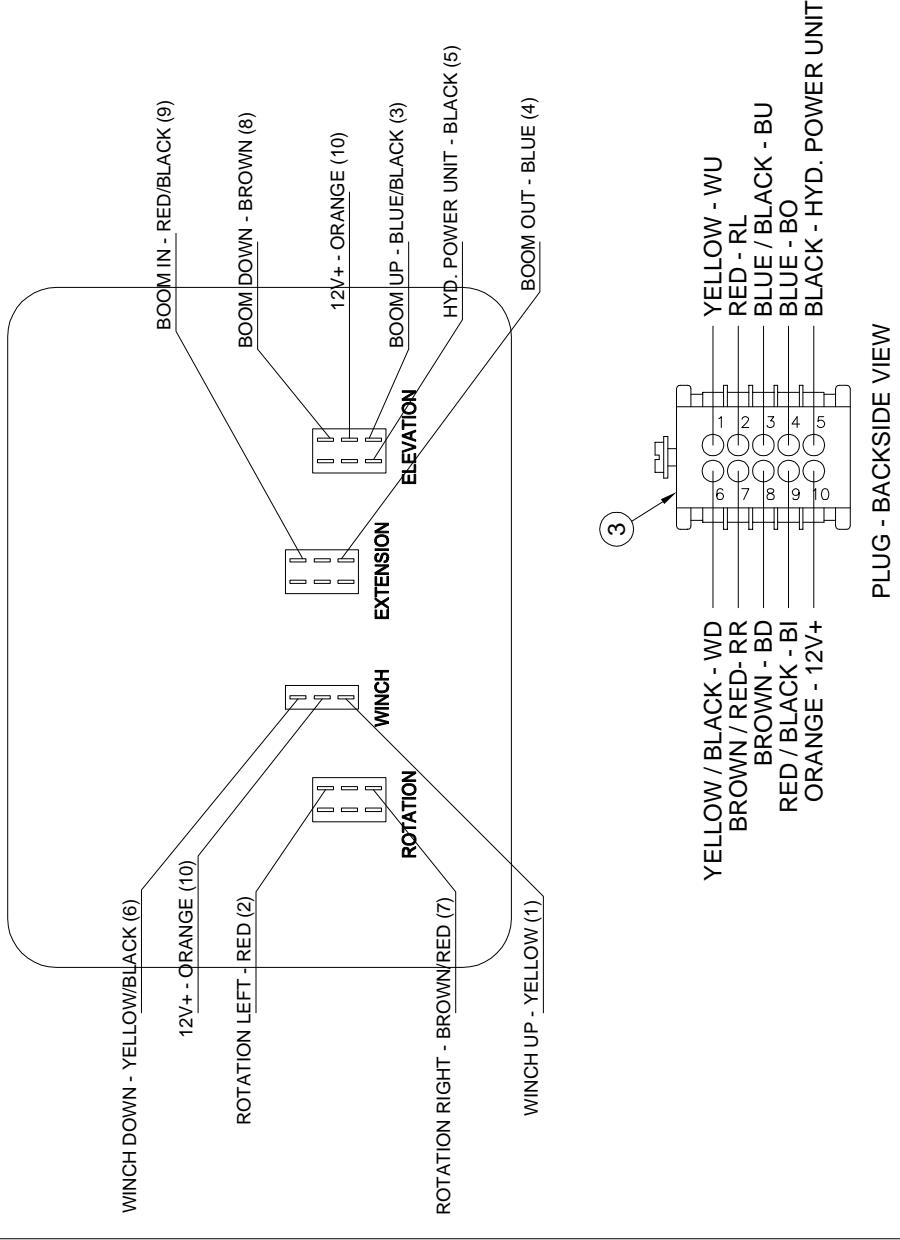 WINCH DOWN - YELLOW/BLACK (6)
12V+ - ORANGE (10)
ROTATION LEFT - RED (2)
ROTATION RIGHT - BROWN/RED (7)
WINCH UP - YELLOW (1)
BOOM IN - RED/BLACK (9)
BOOM DOWN - BROWN (8)
12V+ - ORANGE (10)
BOOM UP - BLUE/BLACK (3)
HYD. POWER UNIT - BLACK (5)
BOOM OUT - BLUE (4)
ROTATION
WINCH
EXTENSION
ELEVATION
3
YELLOW / BLACK - WD
BROWN / RED- RR
BROWN - BD
RED / BLACK - BI
ORANGE - 12V+
6
7
8
9
10
1
2
3
4
5
YELLOW - WU
RED - RL
BLUE / BLACK - BU
BLUE - BO
BLACK - HYD. POWER UNIT
PLUG - BACKSIDE VIEW